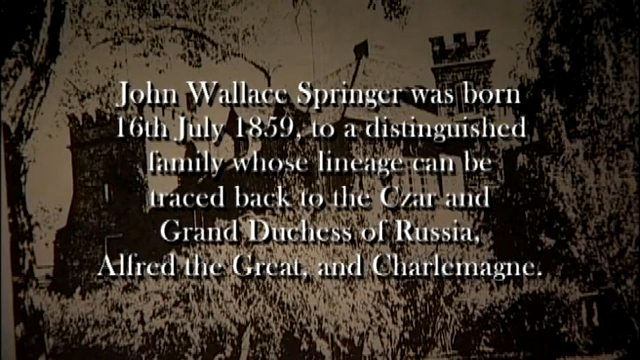 John Wallace Springer was born
16th July 1859, to a distinguished
family whose lineage can be
traced back to the Czar and
Grand Duchess of Russia,
Alfred the Great, and Charlemagne.